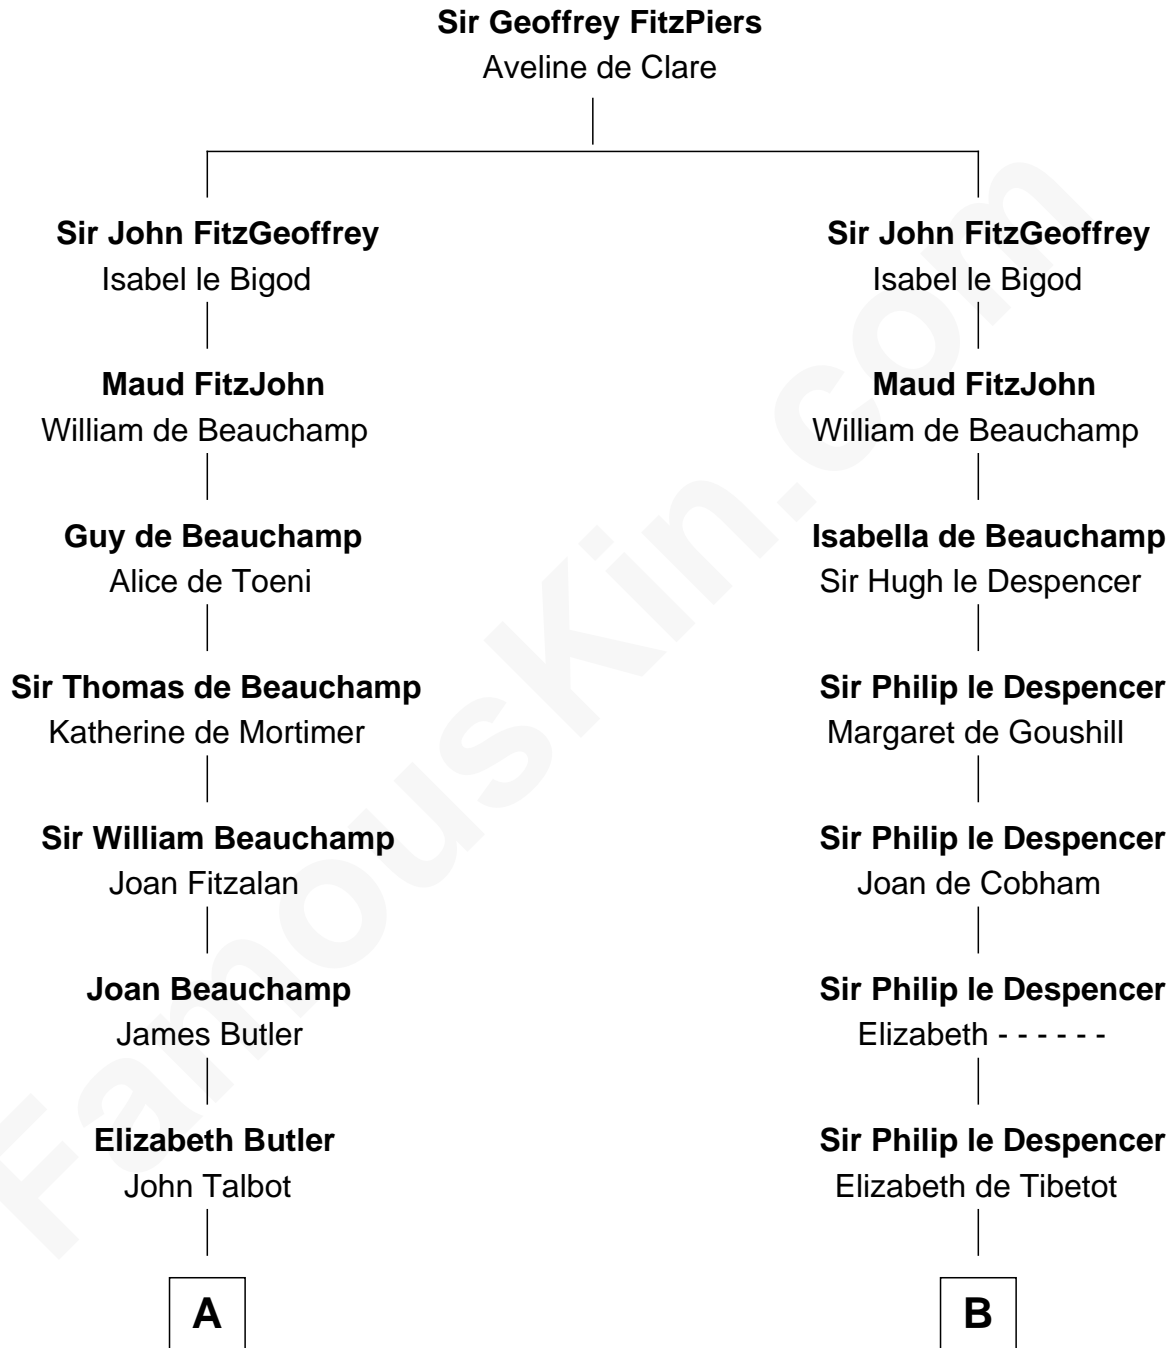 Sir Geoffrey FitzPiers
Aveline de Clare
Sir John FitzGeoffrey
Isabel le Bigod
Maud FitzJohn
William de Beauchamp
Guy de Beauchamp
Alice de Toeni
Sir Thomas de Beauchamp
Katherine de Mortimer
Sir William Beauchamp
Joan Fitzalan
Joan Beauchamp
James Butler
Elizabeth Butler
John Talbot
A
Sir John FitzGeoffrey
Isabel le Bigod
Maud FitzJohn
William de Beauchamp
Isabella de Beauchamp
Sir Hugh le Despencer
Sir Philip le Despencer
Margaret de Goushill
Sir Philip le Despencer
Joan de Cobham
Sir Philip le Despencer
Elizabeth - - - - - -
Sir Philip le Despencer
Elizabeth de Tibetot
B
FamousKin.com